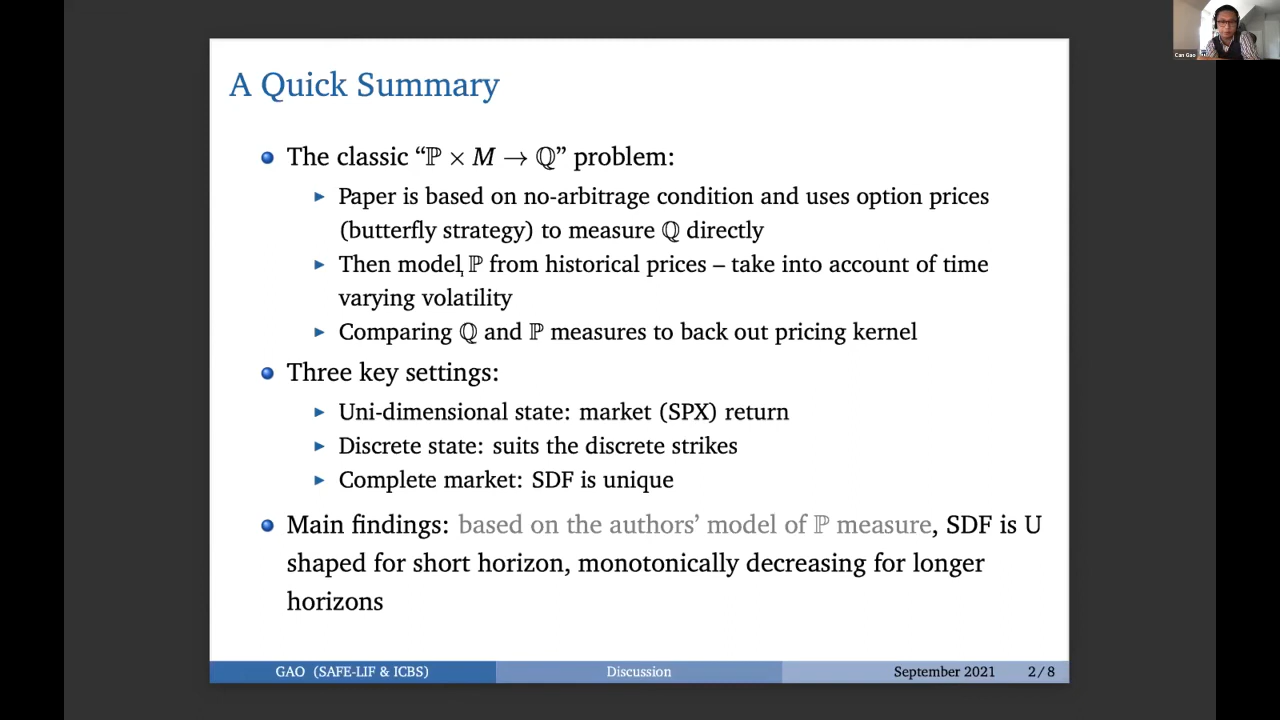 Can Gao
A Quick Summary
The classic “ℙ × M → ℚ” problem:
Paper is based on no-arbitrage condition and uses option prices
(butterfly strategy) to measure ℚ directly
Then model ℙ from historical prices – take into account of time
varying volatility
Comparing ℚ and ℙ measures to back out pricing kernel
Three key settings:
Uni-dimensional state: market (SPX) return
Discrete state: suits the discrete strikes
Complete market: SDF is unique
Main findings: based on the authors’ model of ℙ measure, SDF is U
shaped for short horizon, monotonically decreasing for longer
horizons
GAO (SAFE-LIF & ICBS) Discussion September 2021 2 / 8